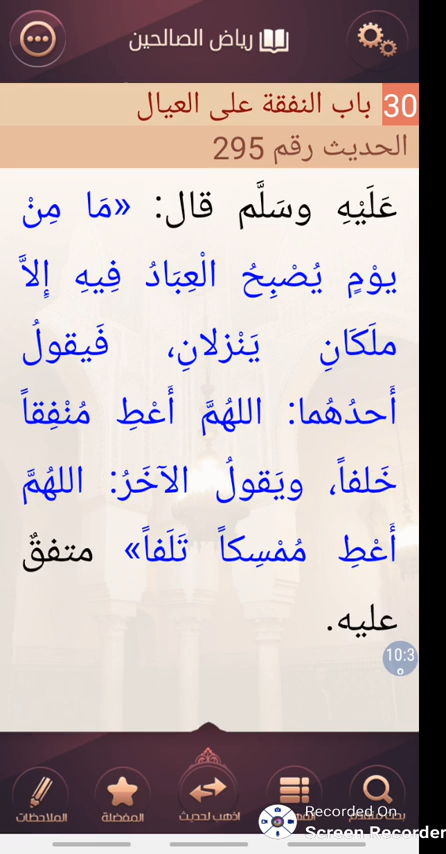 رياض الصالحين
30 باب النفقة على العيال
الحديث رقم 295
عَلَيْهِ وسَلَّم قال: «مَا مِنْ
يوْمٍ يُصْبِحُ الْعِبَادُ فِيهِ إِلاَّ
ملَكَانِ يَنْزلانِ، فَيقولُ
أَحدُهُما: اللهُمَّ أَعْطِ مُنْفِقاً
خَلفاً، ويَقولُ الآخَرُ: اللهُمَّ
أَعْطِ مُمْسِكاً تَلَفاً» متفقٌ
عليه.
10:3
اذهب لحديث
المفضلة
الملاحظات
Recorded On
Screen Recorder